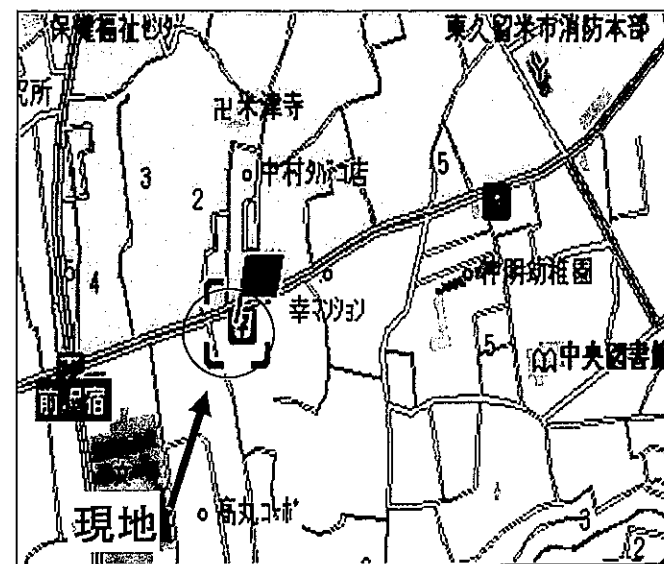 保健福祉センター
東久留米市消防本部
卍米津寺
中村タバコ店
3
2
5
4
神明幼稚園
幸マンション
5
中央図書館
前沢宿
現地
高丸コーポ
3
2